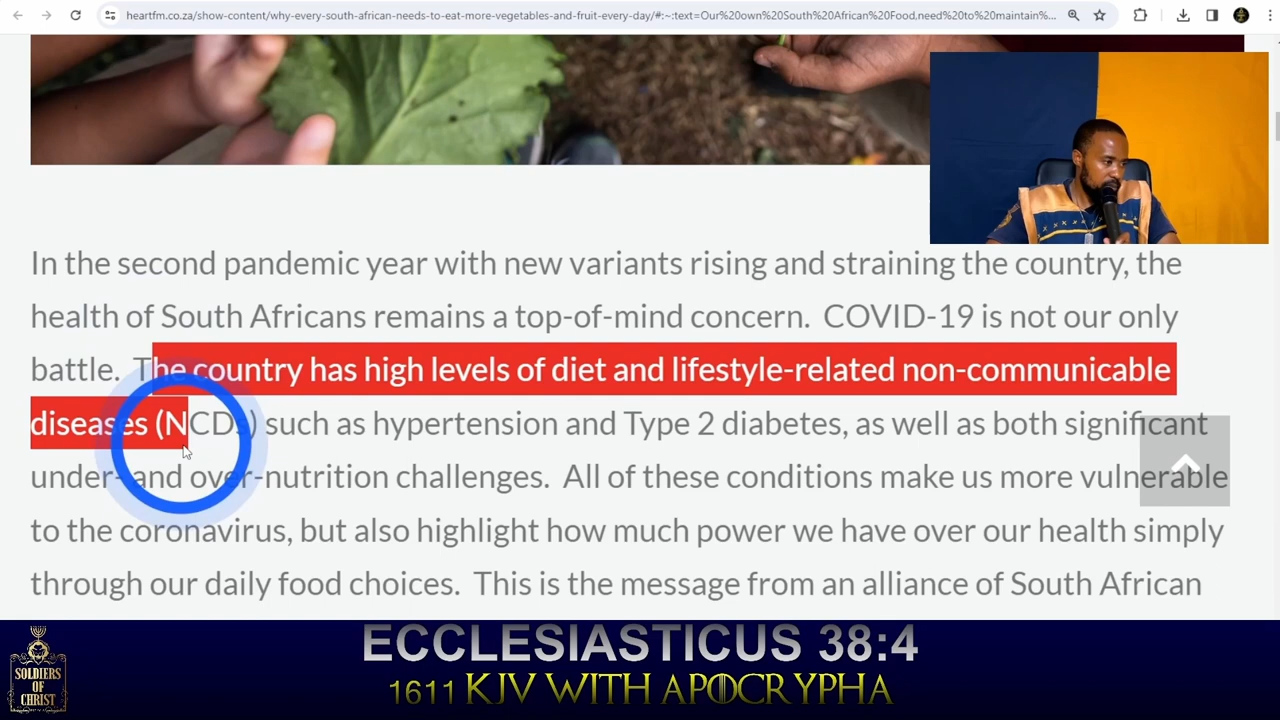 heartfm.co.za/show-content/why-every-south-african-needs-to-eat-more-vegetables-and-fruit-every-day/#:~:text=Our%20own%20South%20African%20Food,need%20to%20maintain%...
In the second pandemic year with new variants rising and straining the country, the
health of South Africans remains a top-of-mind concern.  COVID-19 is not our only
battle.  The country has high levels of diet and lifestyle-related non-communicable
diseases (NCDs) such as hypertension and Type 2 diabetes, as well as both significant
under- and over-nutrition challenges.  All of these conditions make us more vulnerable
to the coronavirus, but also highlight how much power we have over our health simply
through our daily food choices.  This is the message from an alliance of South African
SOLDIERS
OF
CHRIST
ECCLESIASTICUS 38:4
1611 KJV WITH APOCRYPHA